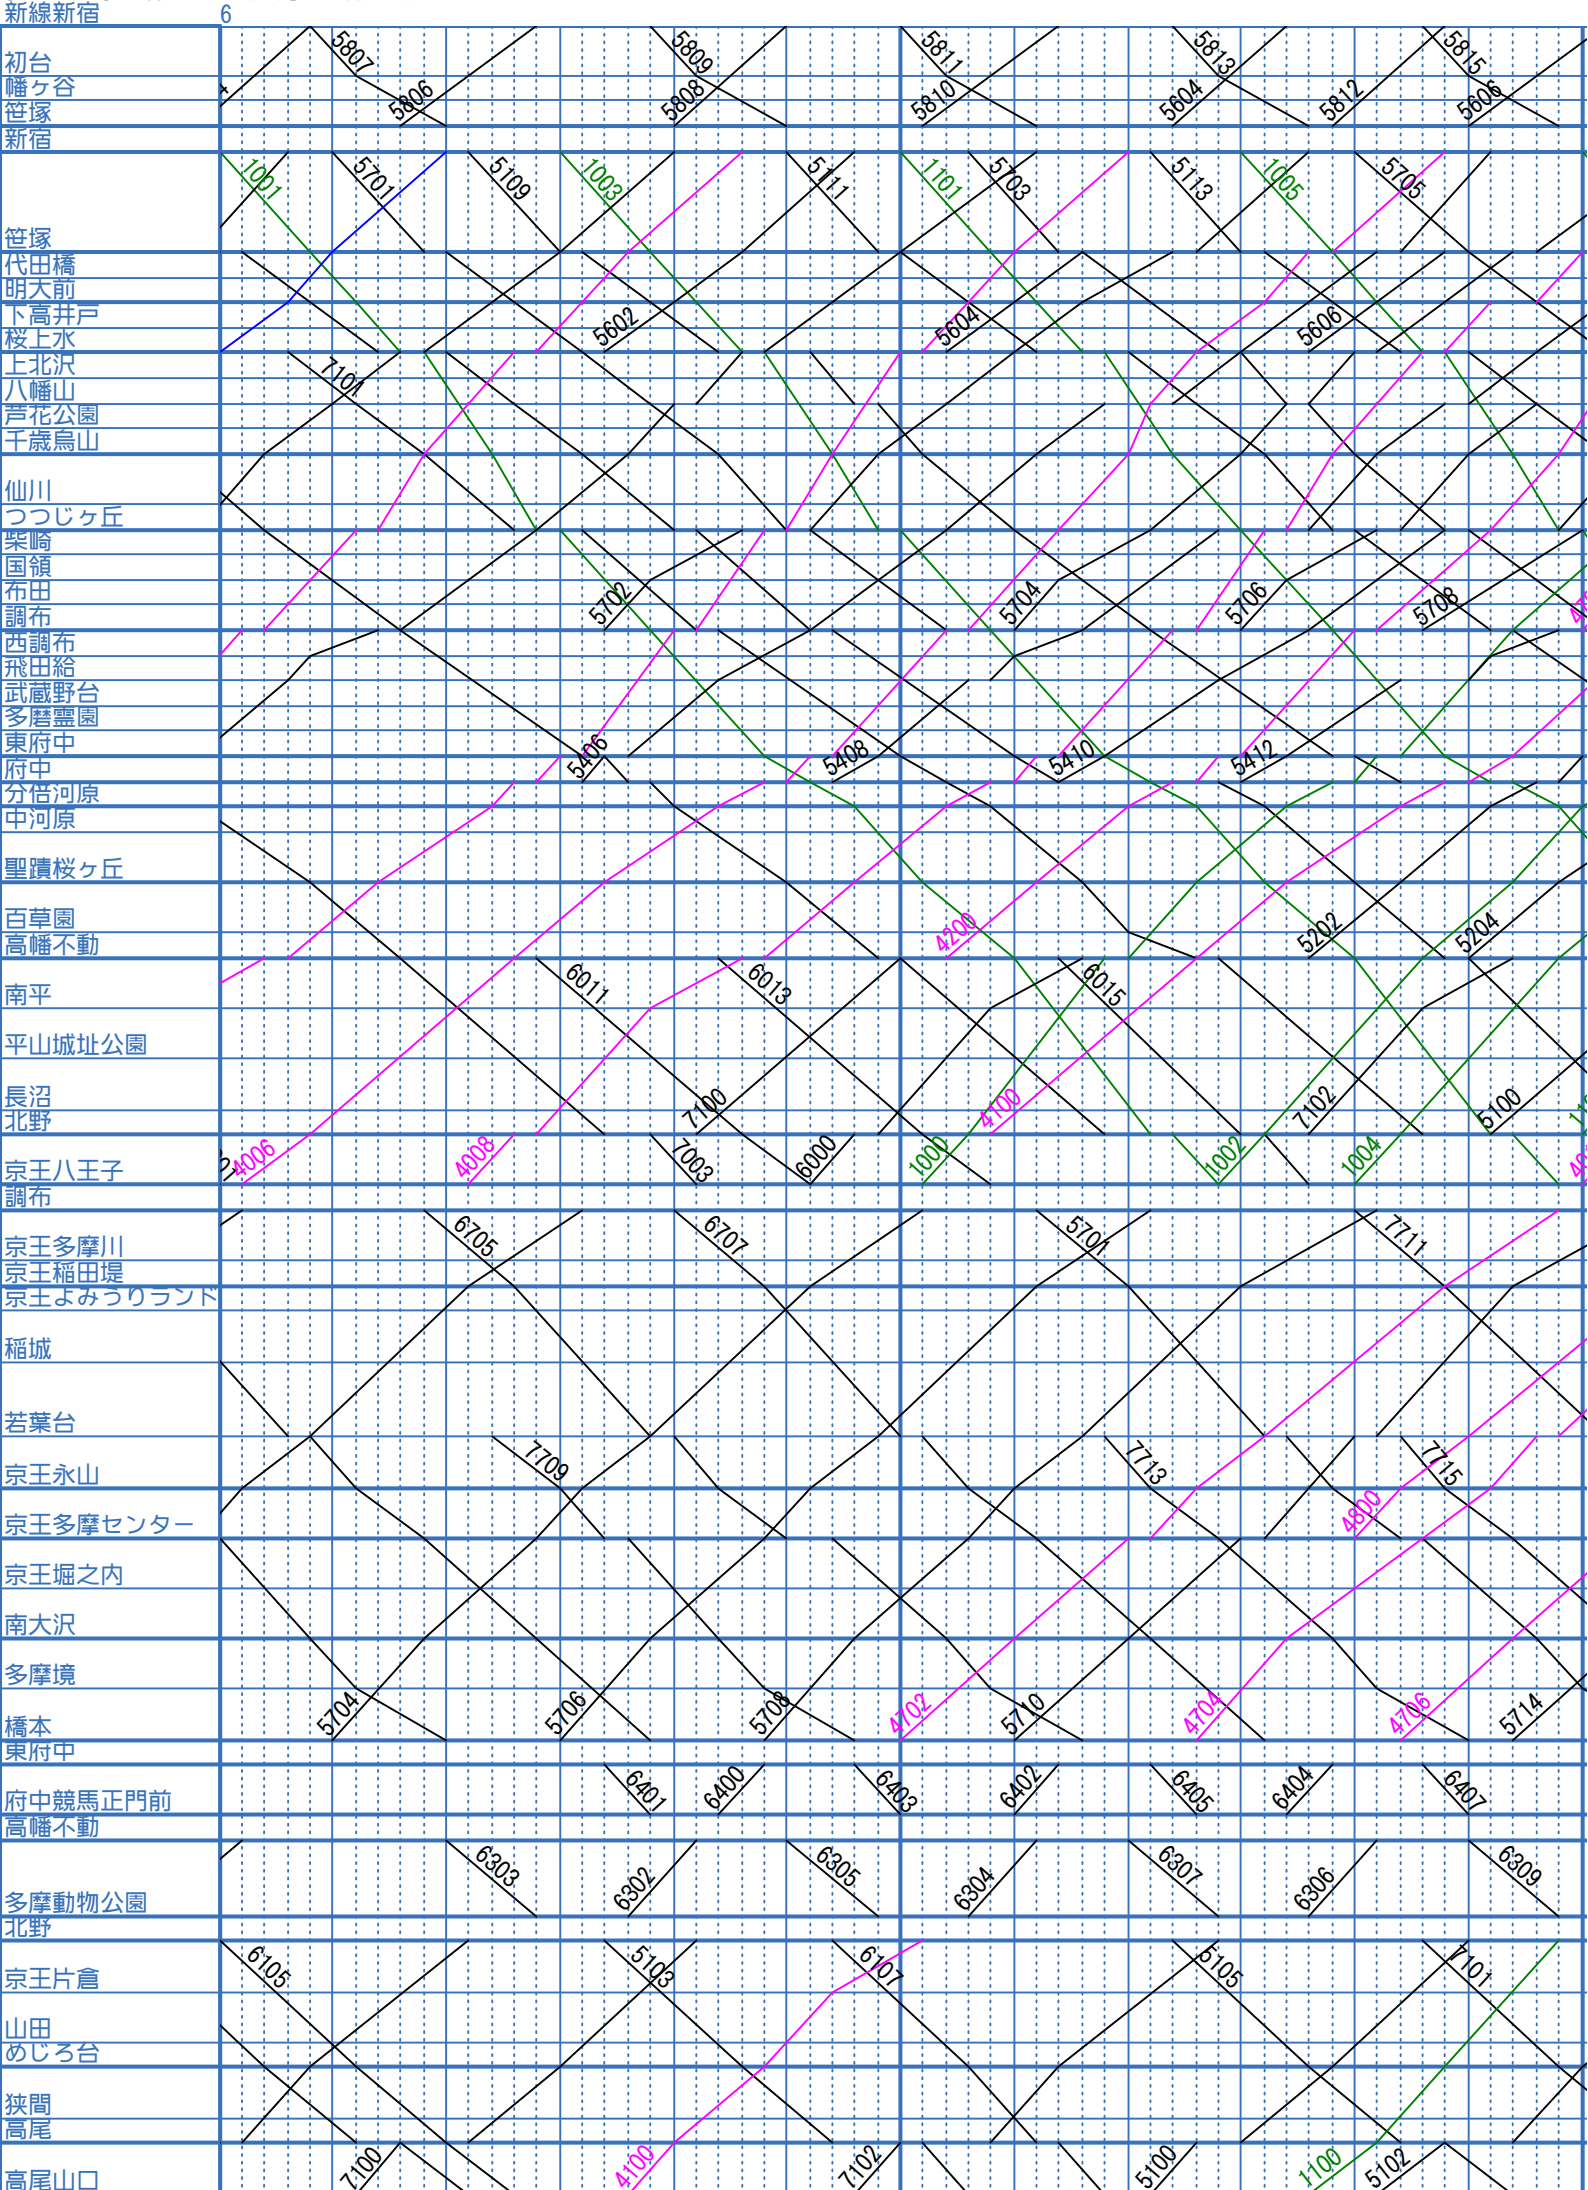 新線新宿 6
初台 5807 5809 5811 5813 5815
幡ヶ谷 5806 5808 5810 5604 5812 5606
笹塚
新宿
1001 5701 5109 1003 5111 1101 5703 5113 1005 5705
笹塚
代田橋
明大前
下高井戸 5602 5604 5606
桜上水
上北沢 7101
八幡山
芦花公園
千歳烏山
仙川
つつじヶ丘
柴崎
国領
布田 5702 5704 5706 5708
調布
西調布
飛田給
武蔵野台
多磨霊園
東府中 5406 5408 5410 5412
府中
分倍河原
中河原
聖蹟桜ヶ丘
百草園 4200 5202 5204
高幡不動
南平 6011 6013 6015
平山城址公園
長沼 7100 4100 7102 5100
北野
京王八王子 4006 4008 7003 6000 1000 1002 1004
調布
京王多摩川 6705 6707 5701 7711
京王稲田堤
京王よみうりランド
稲城
若葉台
京王永山 7709 7713 7715
京王多摩センター 4800
京王堀之内
南大沢
多摩境
橋本 5704 5706 5708 4702 5710 4704 4706 5714
東府中
府中競馬正門前 6401 6400 6403 6402 6405 6404 6407
高幡不動
多摩動物公園 6303 6302 6305 6304 6307 6306 6309
北野
京王片倉 6105 5103 6107 5105 7101
山田
めじろ台
狭間
高尾
高尾山口 7100 4100 7102 5100 1100 5102